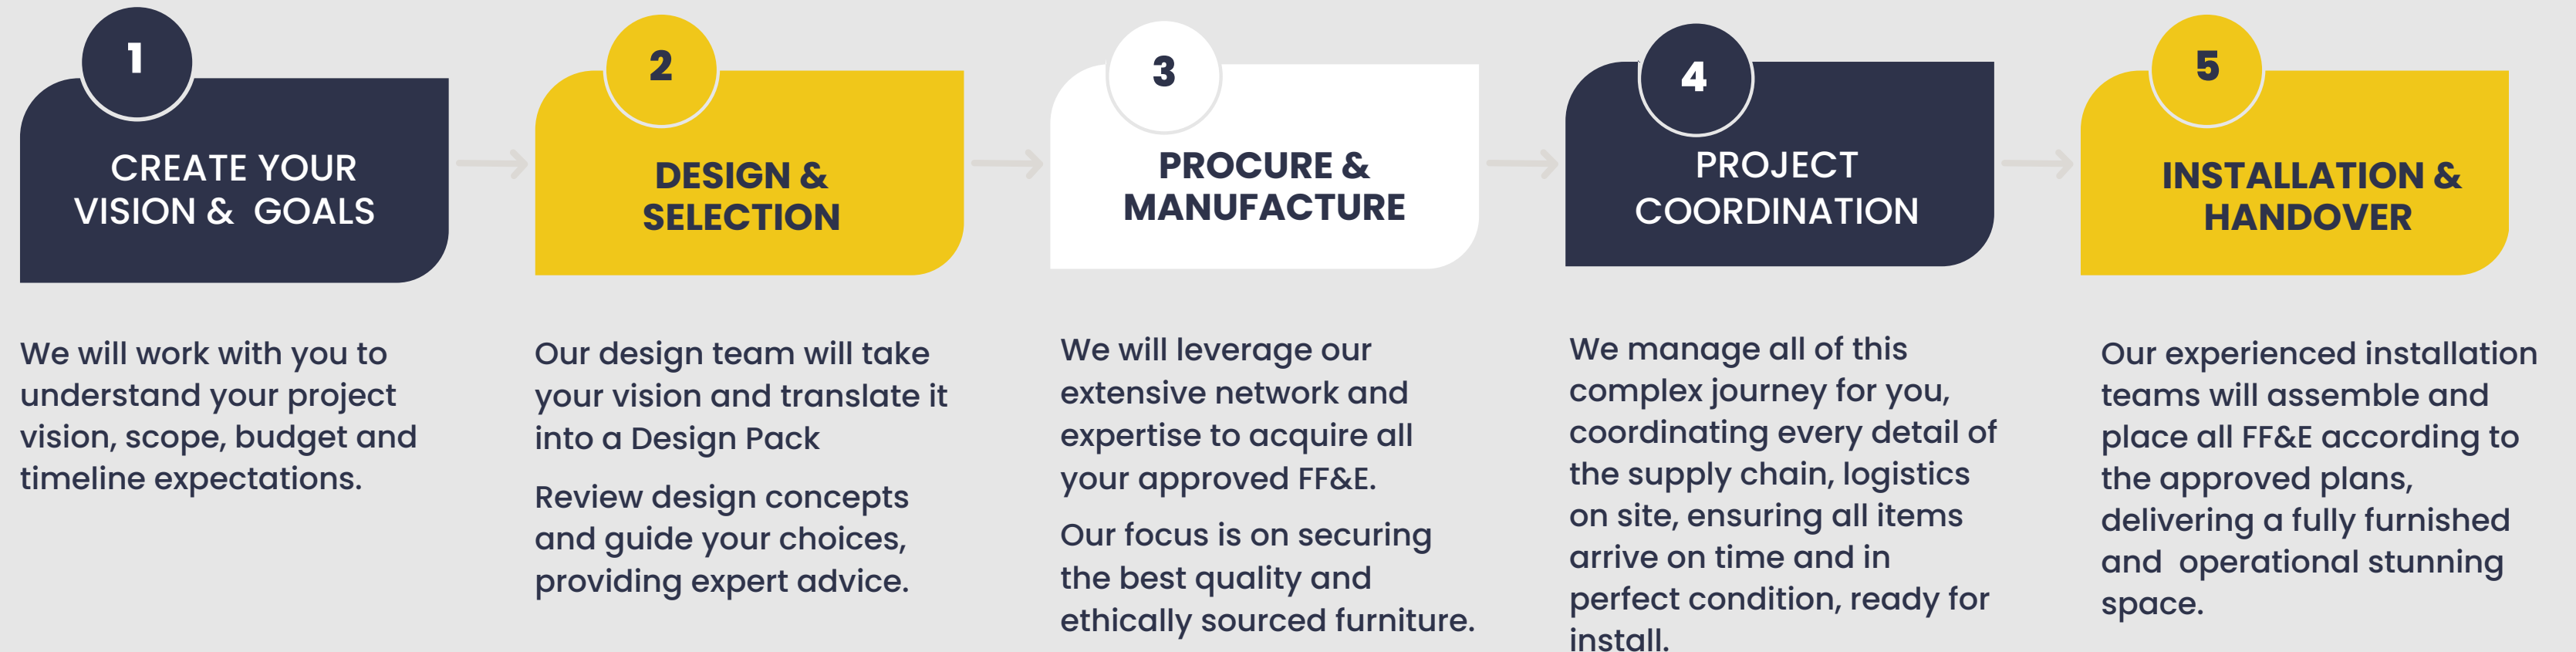 1
CREATE YOUR
VISION & GOALS
We will work with you to
understand your project
vision, scope, budget and
timeline expectations.
2
DESIGN &
SELECTION
Our design team will take
your vision and translate it
into a Design Pack
Review design concepts
and guide your choices,
providing expert advice.
3
PROCURE &
MANUFACTURE
We will leverage our
extensive network and
expertise to acquire all
your approved FF&E.
Our focus is on securing
the best quality and
ethically sourced furniture.
4
PROJECT
COORDINATION
We manage all of this
complex journey for you,
coordinating every detail of
the supply chain, logistics
on site, ensuring all items
arrive on time and in
perfect condition, ready for
install.
5
INSTALLATION &
HANDOVER
Our experienced installation
teams will assemble and
place all FF&E according to
the approved plans,
delivering a fully furnished
and operational stunning
space.